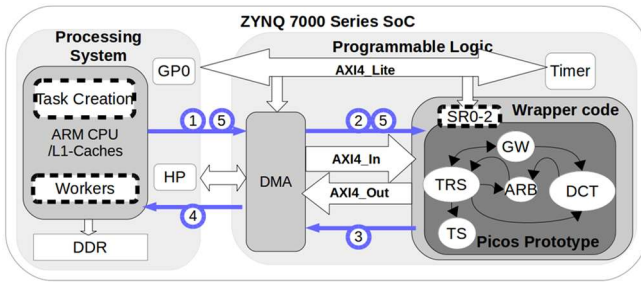 ZYNQ 7000 Series SoC
Processing
System
Programmable Logic
GP0
AXI4_Lite
Timer
Task Creation
ARM CPU
/L1-Caches
Workers
DDR
HP
1 5
4
DMA
2 5
AXI4_In
AXI4_Out
3
SR0-2
Wrapper code
GW
TRS
ARB
DCT
TS
Picos Prototype